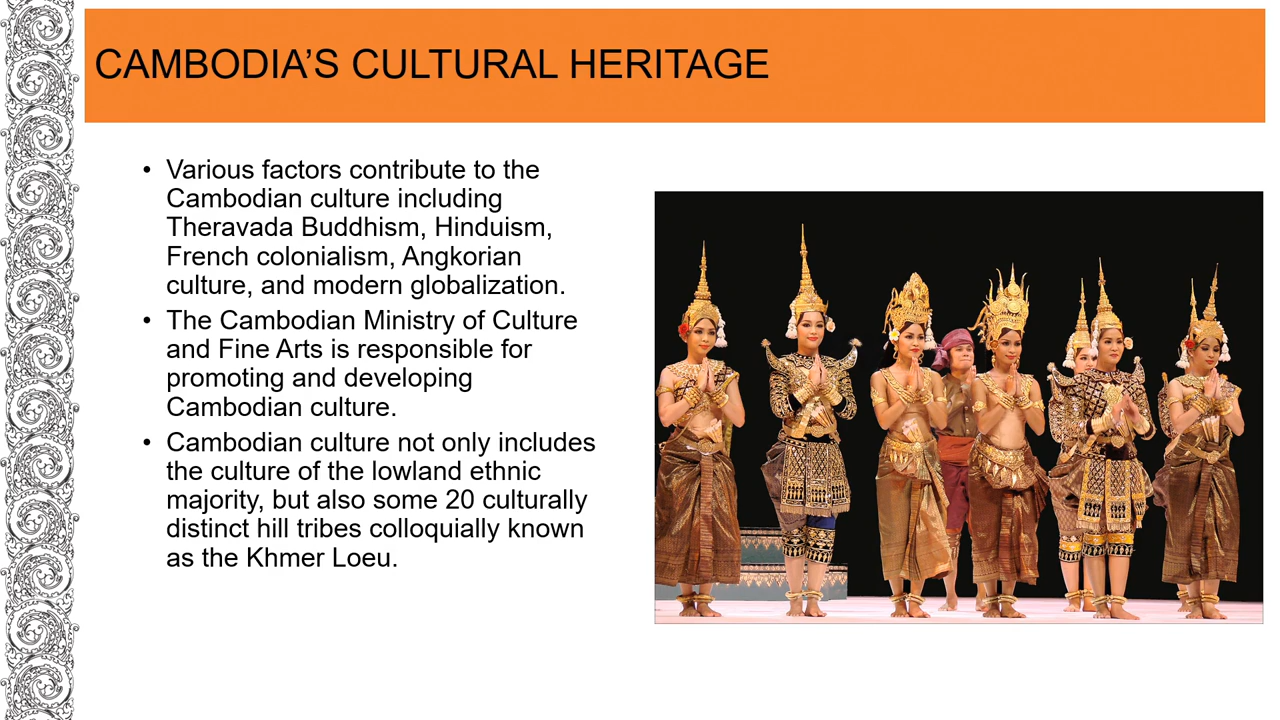 CAMBODIA’S CULTURAL HERITAGE
• Various factors contribute to the
Cambodian culture including
Theravada Buddhism, Hinduism,
French colonialism, Angkorian
culture, and modern globalization.
• The Cambodian Ministry of Culture
and Fine Arts is responsible for
promoting and developing
Cambodian culture.
• Cambodian culture not only includes
the culture of the lowland ethnic
majority, but also some 20 culturally
distinct hill tribes colloquially known
as the Khmer Loeu.